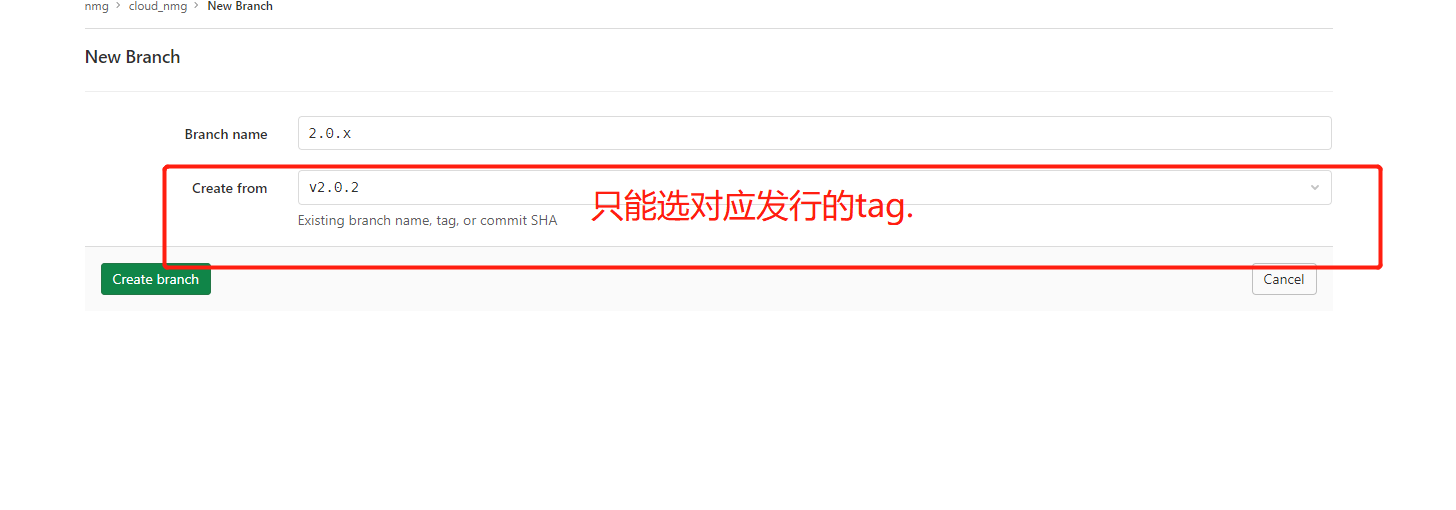 nmg > cloud_nmg > New Branch
New Branch
Branch name 2.0.x
Create from v2.0.2
只能选对应发行的tag.
Existing branch name, tag, or commit SHA
Create branch Cancel